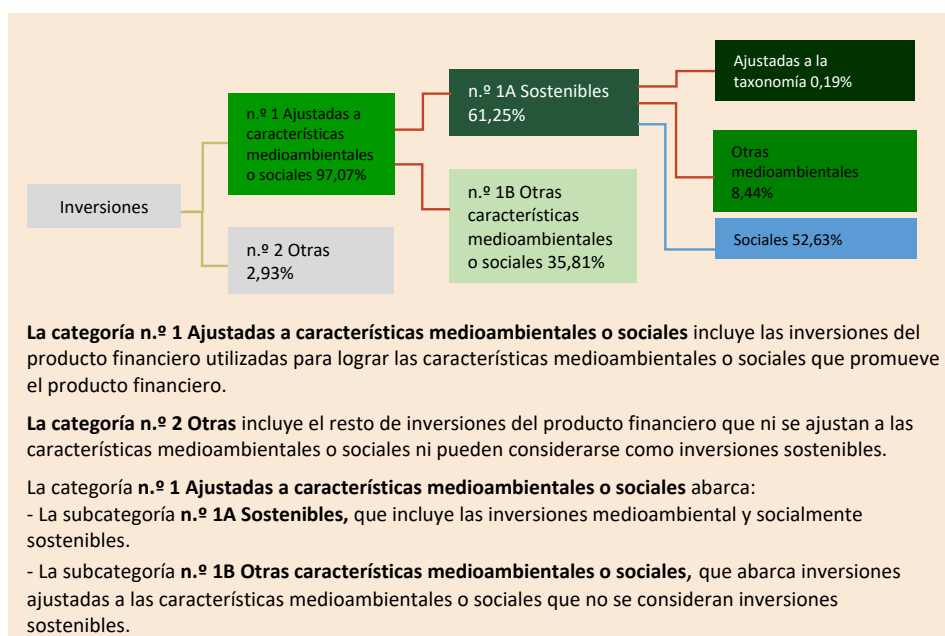 Inversiones
n.º 1 Ajustadas a
características
medioambientales
o sociales 97,07%
n.º 2 Otras
2,93%
n.º 1A Sostenibles
61,25%
n.º 1B Otras
características
medioambientales
o sociales 35,81%
Ajustadas a la
taxonomía 0,19%
Otras
medioambientales
8,44%
Sociales 52,63%
La categoría n.º 1 Ajustadas a características medioambientales o sociales incluye las inversiones del
producto financiero utilizadas para lograr las características medioambientales o sociales que promueve
el producto financiero.
La categoría n.º 2 Otras incluye el resto de inversiones del producto financiero que ni se ajustan a las
características medioambientales o sociales ni pueden considerarse como inversiones sostenibles.
La categoría n.º 1 Ajustadas a características medioambientales o sociales abarca:
- La subcategoría n.º 1A Sostenibles, que incluye las inversiones medioambiental y socialmente
sostenibles.
- La subcategoría n.º 1B Otras características medioambientales o sociales, que abarca inversiones
ajustadas a las características medioambientales o sociales que no se consideran inversiones
sostenibles.